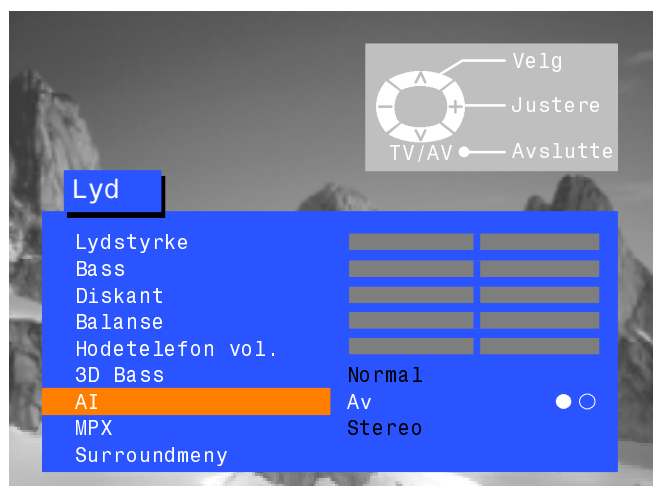 Velg
Justere
TV/AV Avslutte
Lyd
Lydstyrke
Bass
Diskant
Balanse
Hodetelefon vol.
3D Bass Normal
AI Av
MPX Stereo
Surroundmeny